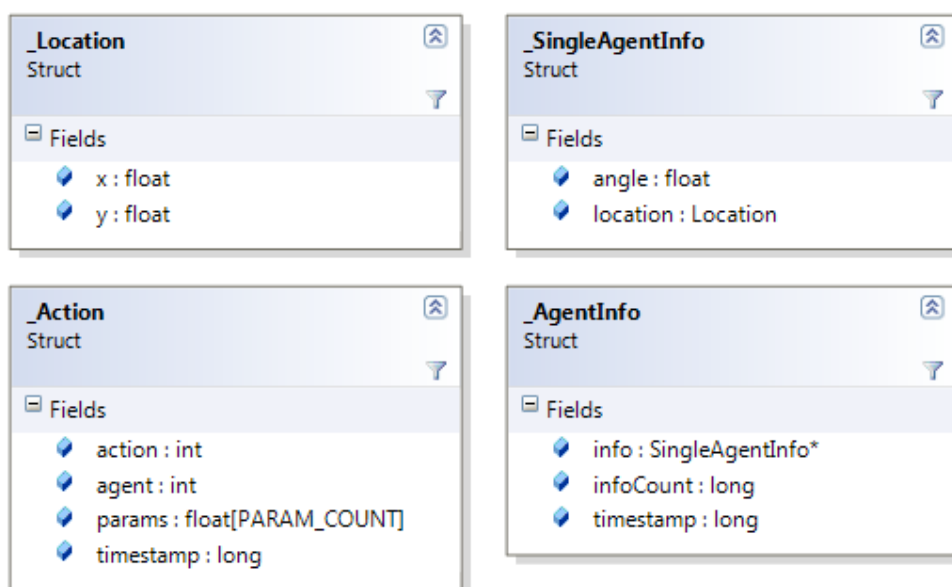 _Location
Struct
Fields
x : float
y : float
_SingleAgentInfo
Struct
Fields
angle : float
location : Location
_Action
Struct
Fields
action : int
agent : int
params : float[PARAM_COUNT]
timestamp : long
_AgentInfo
Struct
Fields
info : SingleAgentInfo*
infoCount : long
timestamp : long